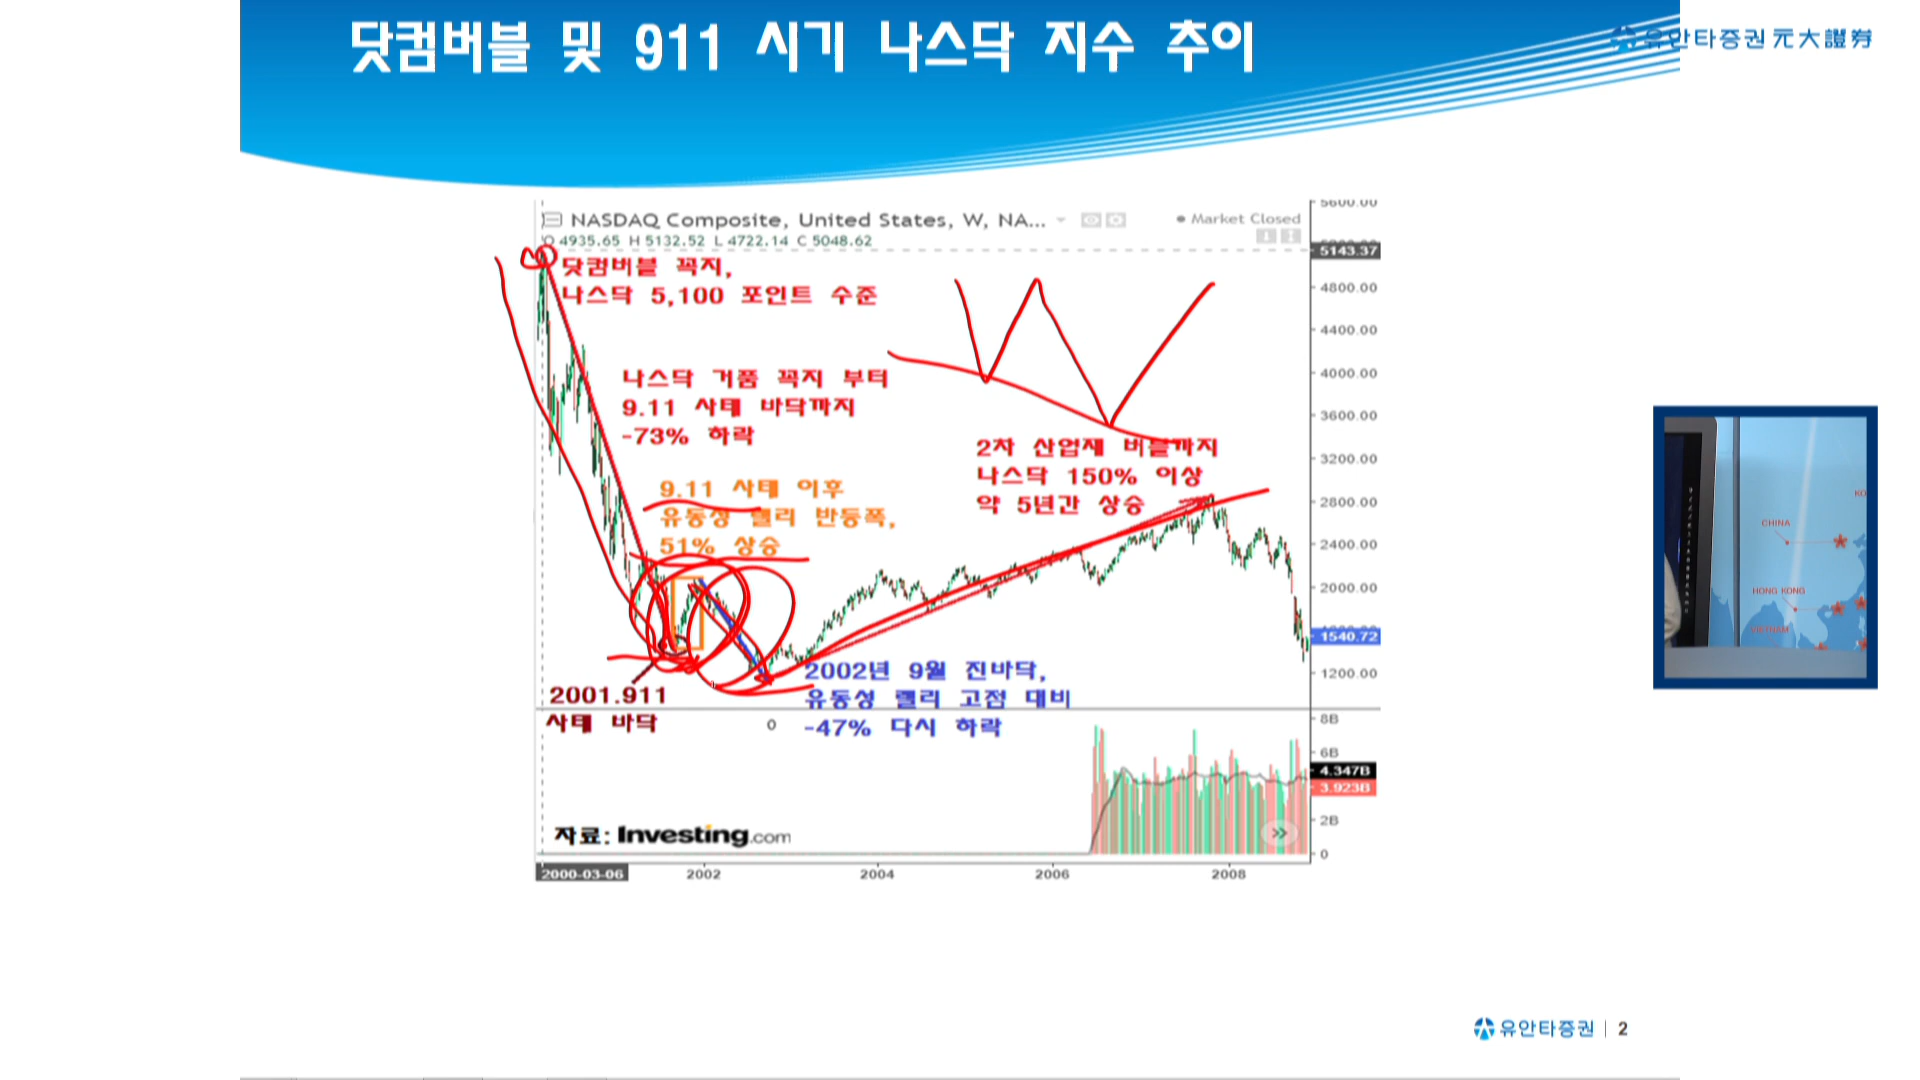 닷컴버블 및 911 시기 나스닥 지수 추이
유안타증권 元大證券
NASDAQ Composite, United States, W, NA...
Market Closed
O 4935.65 H 5132.52 L 4722.14 C 5048.62
닷컴버블 꼭지,
나스닥 5,100 포인트 수준
나스닥 거품 꼭지 부터
9.11 사태 바닥까지
-73% 하락
9.11 사태 이후
유동성 랠리 반등폭,
51% 상승
2차 산업재 버블까지
나스닥 150% 이상
약 5년간 상승
2001.911
사태 바닥
2002년 9월 진바닥,
유동성 랠리 고점 대비
-47% 다시 하락
0
자료: Investing.com
5600.00
5143.37
4800.00
4400.00
4000.00
3600.00
3200.00
2800.00
2400.00
2000.00
1540.72
1200.00
8B
6B
4.347B
3.923B
2B
0
2000-03-06
2002
2004
2006
2008
CHINA
HONG KONG
VIETNAM
KO
유안타증권 | 2